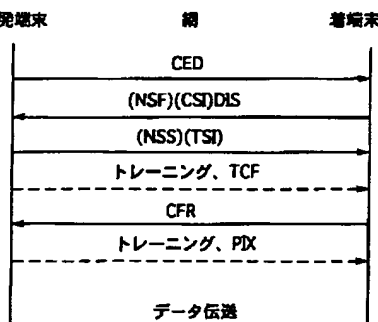 発端末 網 着端末
CED
(NSF)(CSI)DIS
(NSS)(TSI)
トレーニング、TCF
CFR
トレーニング、PIX
データ伝送